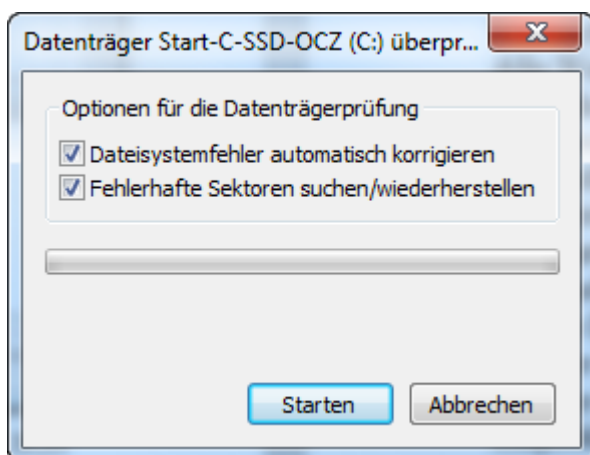 Datenträger Start-C-SSD-OCZ (C:) überpr...
Optionen für die Datenträgerprüfung
Dateisystemfehler automatisch korrigieren
Fehlerhafte Sektoren suchen/wiederherstellen
Starten Abbrechen